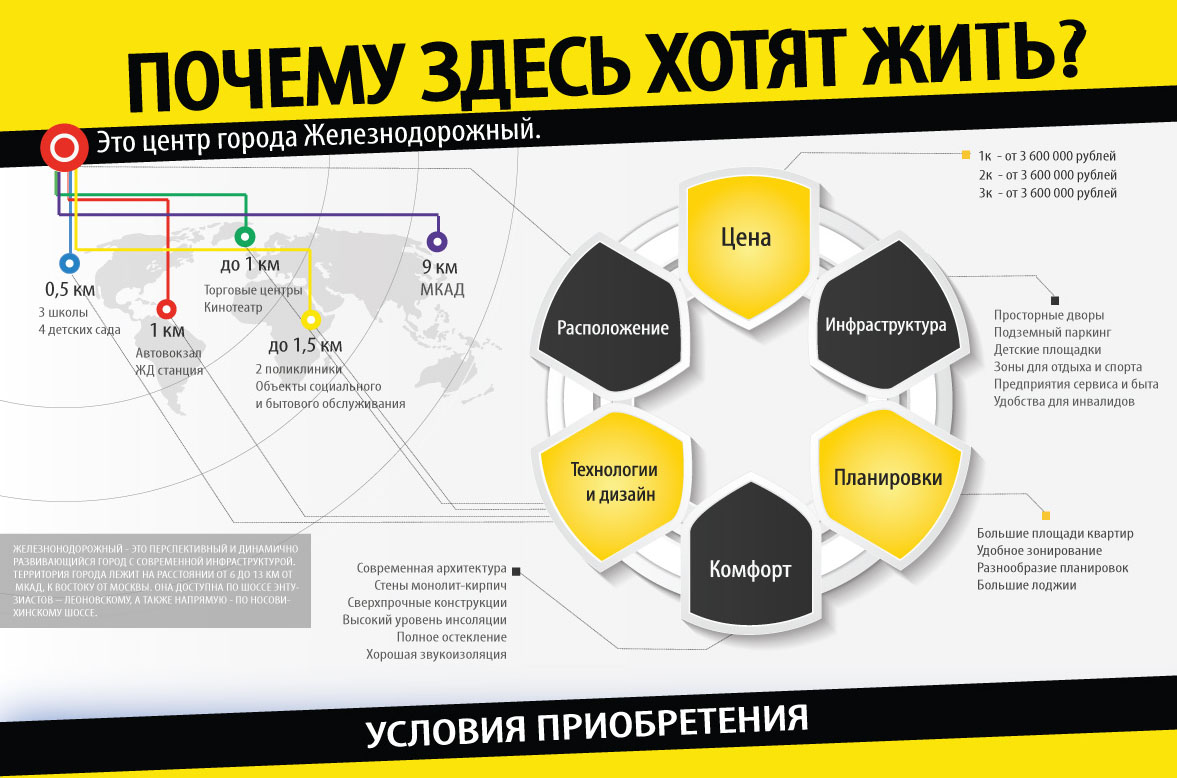 ПОЧЕМУ ЗДЕСЬ ХОТЯТ ЖИТЬ?
Это центр города Железнодорожный.
0,5 км
3 школы
4 детских сада
1 км
Автовокзал
ЖД станция
до 1 км
Торговые центры
Кинотеатр
до 1,5 км
2 поликлиники
Объекты социального
и бытового обслуживания
9 км
МКАД
Цена
1к - от 3 600 000 рублей
2к - от 3 600 000 рублей
3к - от 3 600 000 рублей
Расположение
Инфраструктура
Просторные дворы
Подземный паркинг
Детские площадки
Зоны для отдыха и спорта
Предприятия сервиса и быта
Удобства для инвалидов
Технологии
и дизайн
Планировки
Большие площади квартир
Удобное зонирование
Разнообразие планировок
Большие лоджии
Комфорт
Современная архитектура
Стены монолит-кирпич
Сверхпрочные конструкции
Высокий уровень инсоляции
Полное остекление
Хорошая звукоизоляция
ЖЕЛЕЗНОНОДОРОЖНЫЙ - ЭТО ПЕРСПЕКТИВНЫЙ И ДИНАМИЧНО
РАЗВИВАЮЩИЙСЯ ГОРОД С СОВРЕМЕННОЙ ИНФРАСТРУКТУРОЙ.
ТЕРРИТОРИЯ ГОРОДА ЛЕЖИТ НА РАССТОЯНИИ ОТ 6 ДО 13 КМ ОТ
МКАД, К ВОСТОКУ ОТ МОСКВЫ. ОНА ДОСТУПНА ПО ШОССЕ ЭНТУ-
ЗИАСТОВ — ЛЕОНОВСКОМУ, А ТАКЖЕ НАПРЯМУЮ - ПО НОСОВИ-
ХИНСКОМУ ШОССЕ.
УСЛОВИЯ ПРИОБРЕТЕНИЯ